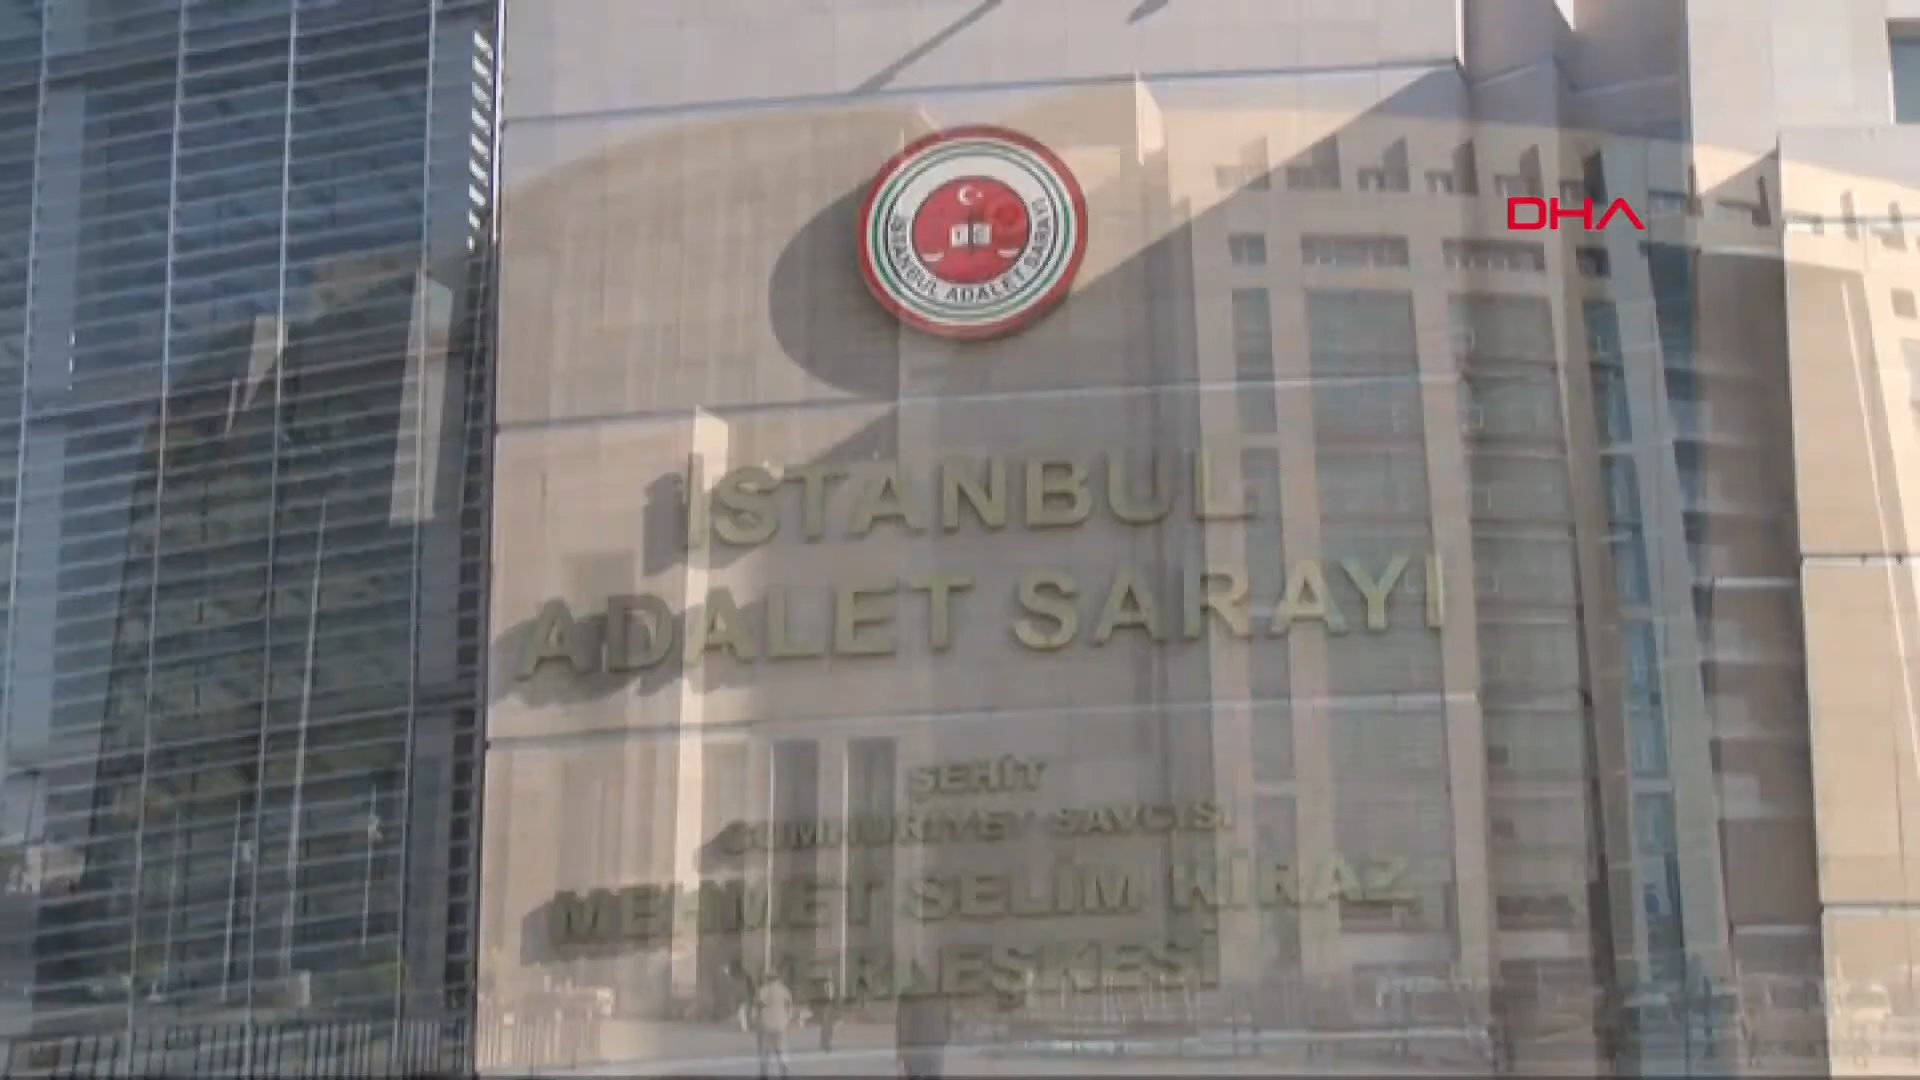 DHA
İSTANBUL ADALET SARAYI
İSTANBUL
ADALET SARAYI
ŞEHİT
CUMHURİYET SAVCISI
MEHMET SELİM KİRAZ
YERLEŞKESİ